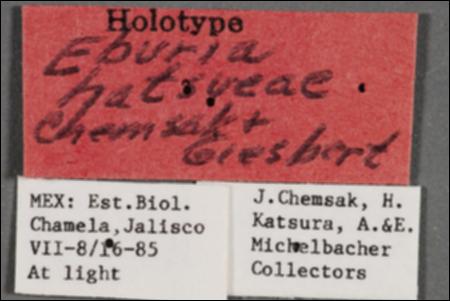 Holotype
Eburia
hatsueae
Chemsak &
Giesbert
MEX: Est.Biol.
Chamela,Jalisco
VII-8/16-85
At light
J.Chemsak, H.
Katsura, A.&E.
Michelbacher
Collectors